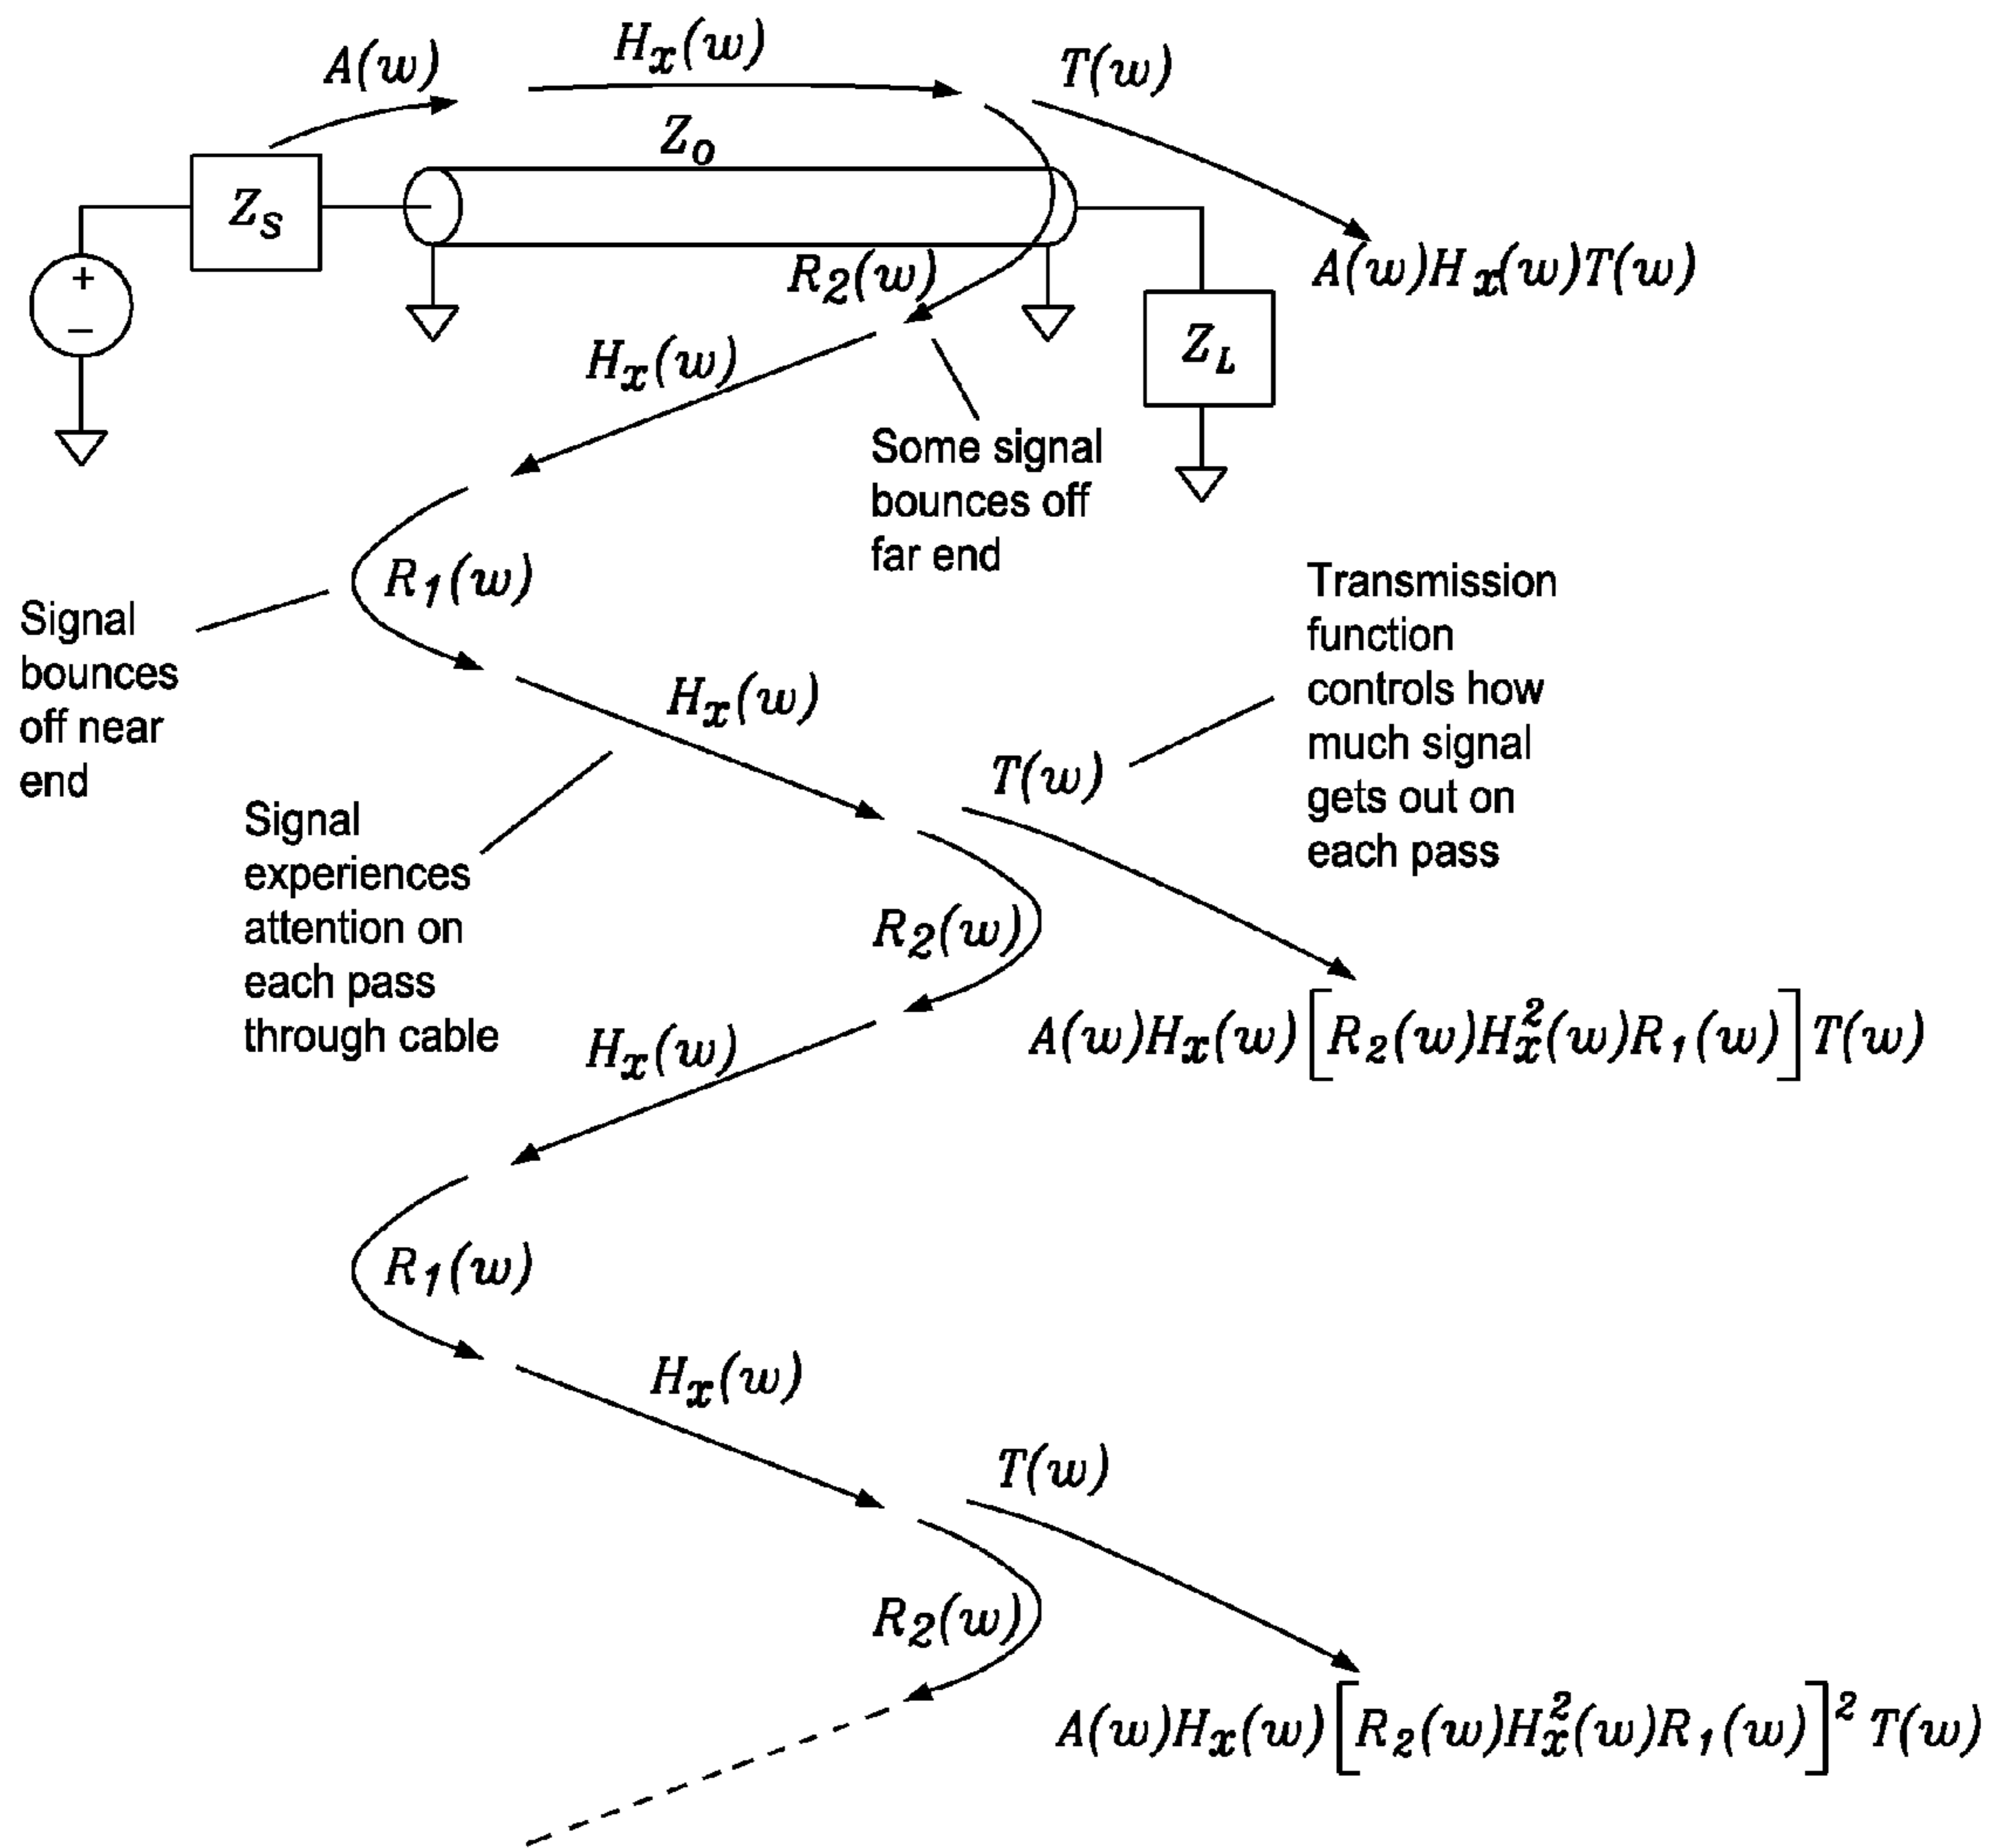 A(w)
H_x(w)
T(w)
Z_0
Z_S
+
−
R_2(w)
A(w)H_x(w)T(w)
H_x(w)
Z_L
Some signal
bounces off
far end
R_1(w)
Signal
bounces
off near
end
Transmission
function
controls how
much signal
gets out on
each pass
H_x(w)
T(w)
Signal
experiences
attention on
each pass
through cable
R_2(w)
H_x(w)
A(w)H_x(w)[R_2(w)H_x^2(w)R_1(w)]T(w)
R_1(w)
H_x(w)
T(w)
R_2(w)
A(w)H_x(w)[R_2(w)H_x^2(w)R_1(w)]^2 T(w)